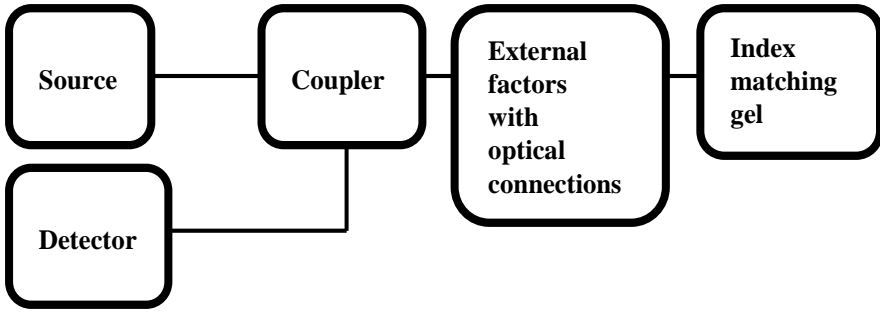 Source
Coupler
External
factors
with
optical
connections
Index
matching
gel
Detector